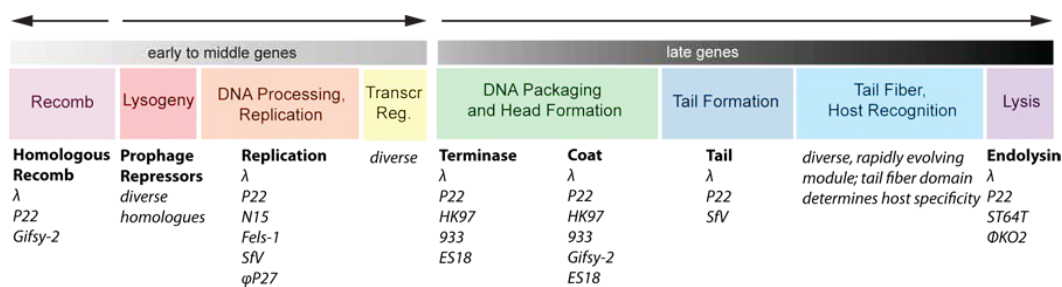 early to middle genes
late genes
Recomb
Lysogeny
DNA Processing,
Replication
Transcr
Reg.
DNA Packaging
and Head Formation
Tail Formation
Tail Fiber,
Host Recognition
Lysis
Homologous
Recomb
λ
P22
Gifsy-2
Prophage
Repressors
diverse
homologues
Replication
λ
P22
N15
Fels-1
SfV
φP27
diverse
Terminase
λ
P22
HK97
933
ES18
Coat
λ
P22
HK97
933
Gifsy-2
ES18
Tail
λ
P22
SfV
diverse, rapidly evolving
module; tail fiber domain
determines host specificity
Endolysin
λ
P22
ST64T
ΦKO2